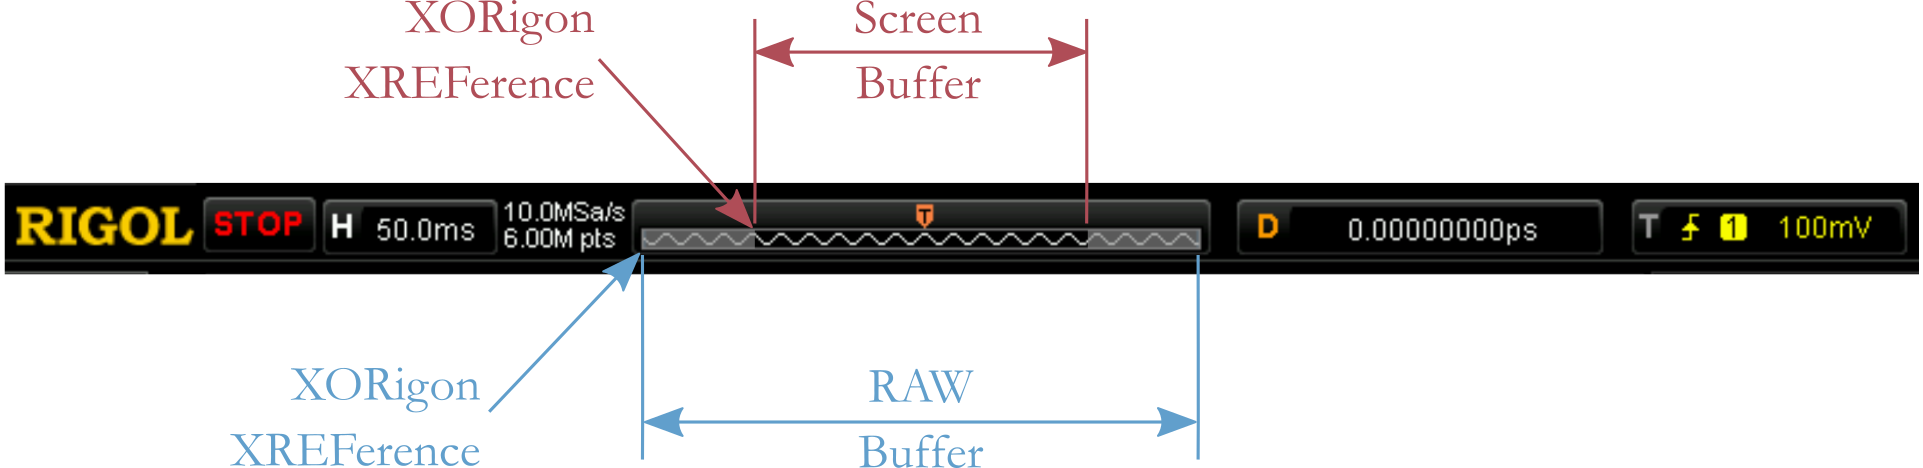 XORigon
XREFerence
Screen
Buffer
RIGOL
STOP
H
50.0ms
10.0MSa/s
6.00M pts
T
D
0.00000000ps
T
1
100mV
XORigon
XREFerence
RAW
Buffer